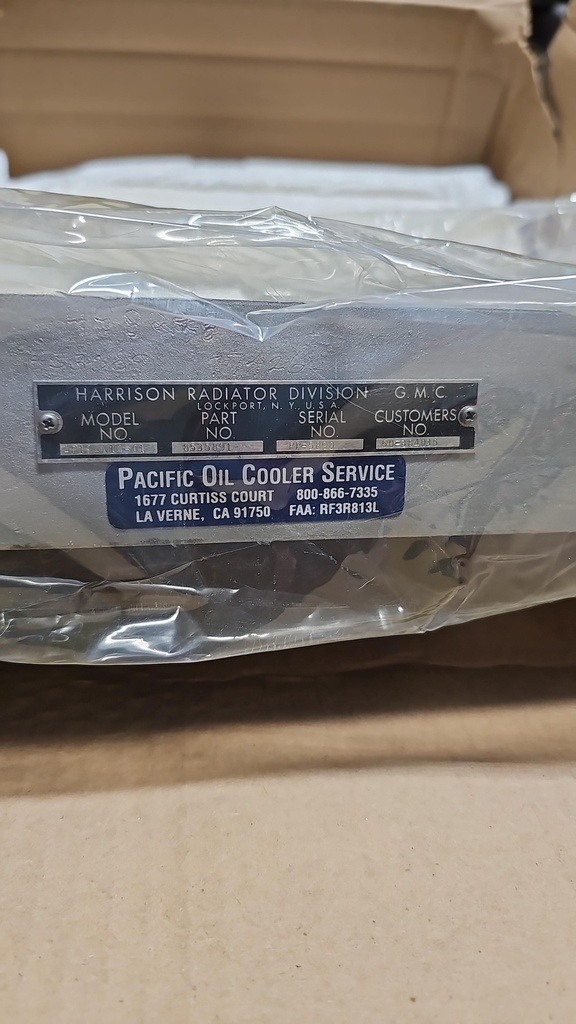 HARRISON RADIATOR DIVISION G.M.C.
LOCKPORT, N.Y., U.S.A.
MODEL NO. PART NO. SERIAL NO. CUSTOMERS NO.
8535891
PACIFIC OIL COOLER SERVICE
1677 CURTISS COURT 800-866-7335
LA VERNE, CA 91750 FAA: RF3R813L